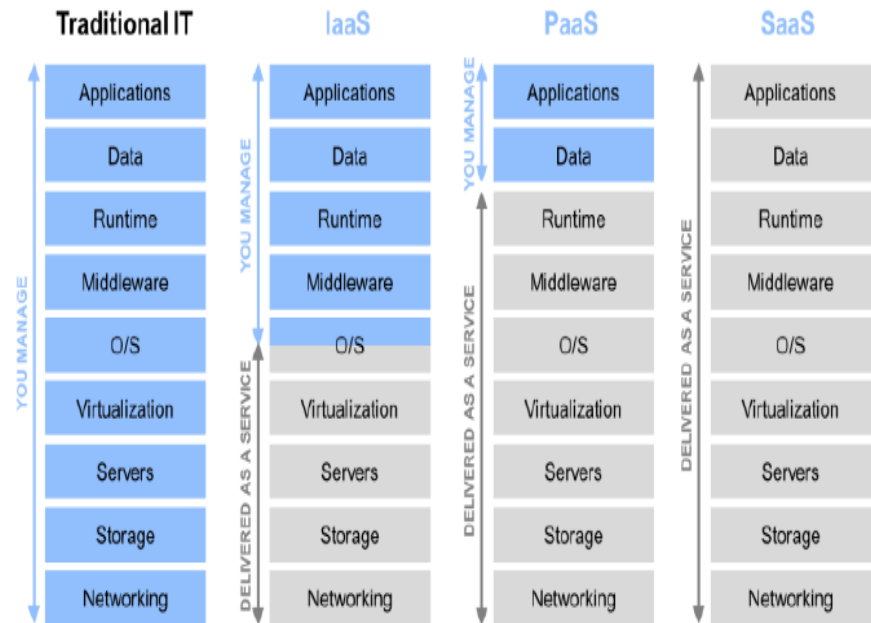 Traditional IT
YOU MANAGE
Applications
Data
Runtime
Middleware
O/S
Virtualization
Servers
Storage
Networking
IaaS
YOU MANAGE
DELIVERED AS A SERVICE
Applications
Data
Runtime
Middleware
O/S
Virtualization
Servers
Storage
Networking
PaaS
YOU MANAGE
DELIVERED AS A SERVICE
Applications
Data
Runtime
Middleware
O/S
Virtualization
Servers
Storage
Networking
SaaS
DELIVERED AS A SERVICE
Applications
Data
Runtime
Middleware
O/S
Virtualization
Servers
Storage
Networking